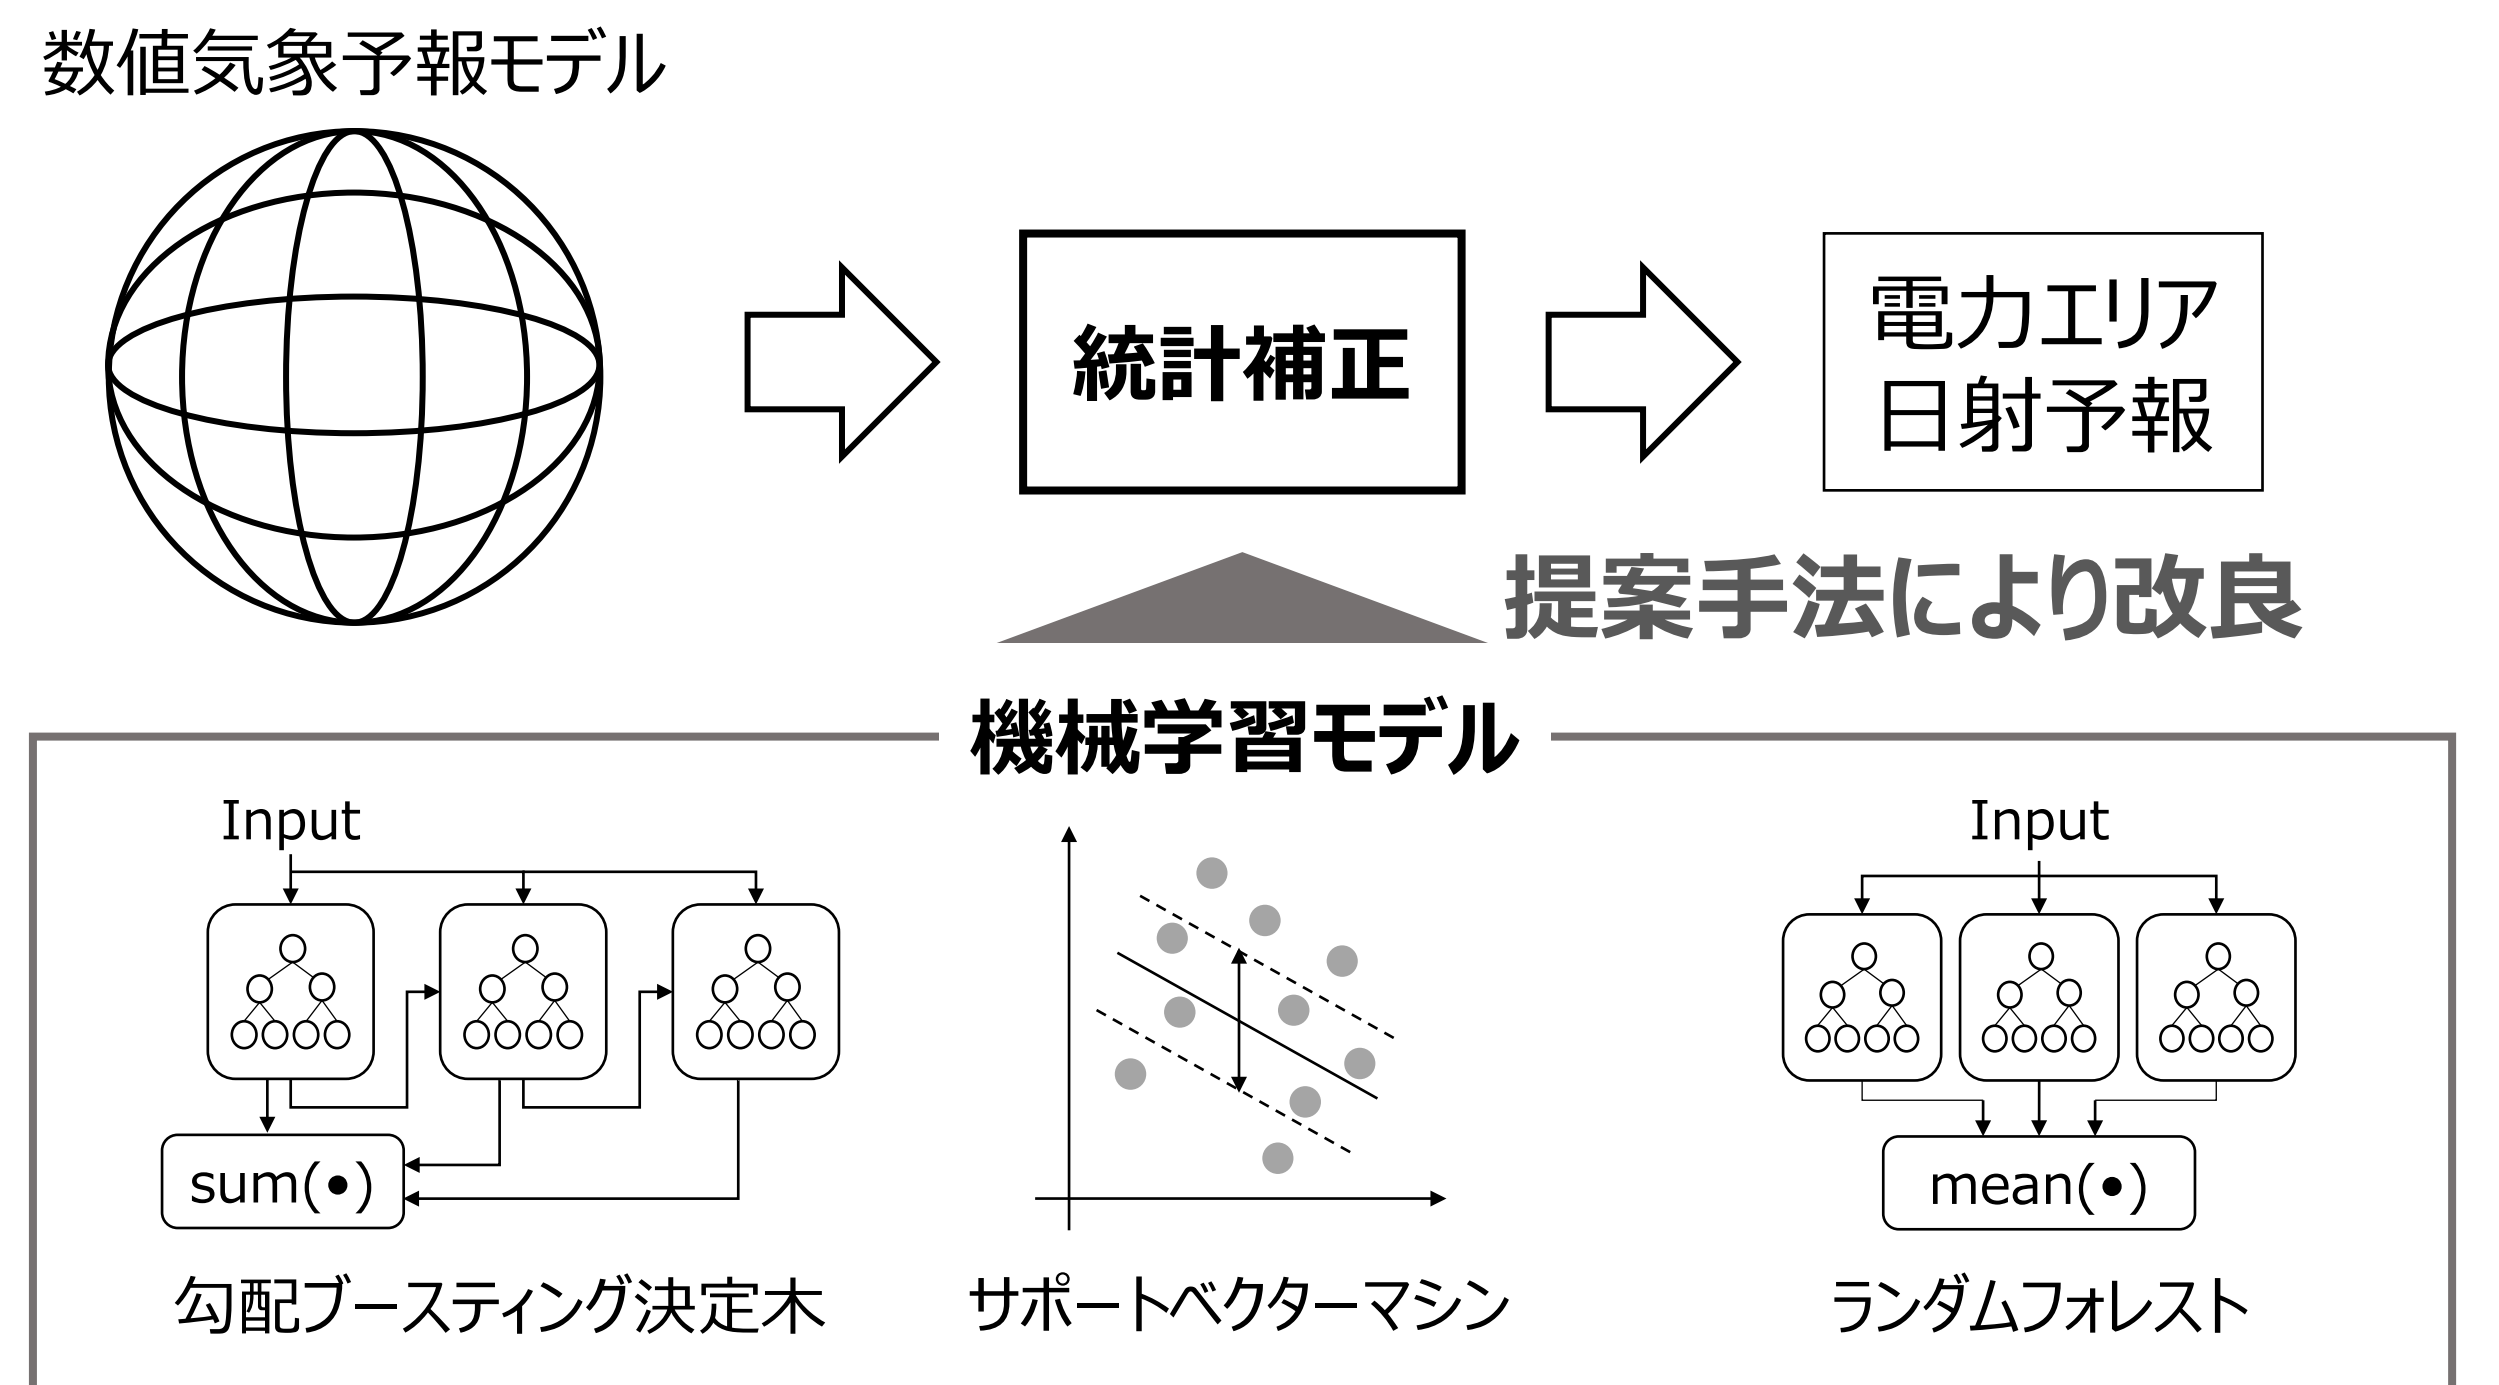 数値気象予報モデル
統計補正
電力エリア
日射予報
提案手法により改良
機械学習モデル
Input
Input
sum(•)
mean(•)
勾配ブースティング決定木
サポートベクターマシン
ランダムフォレスト